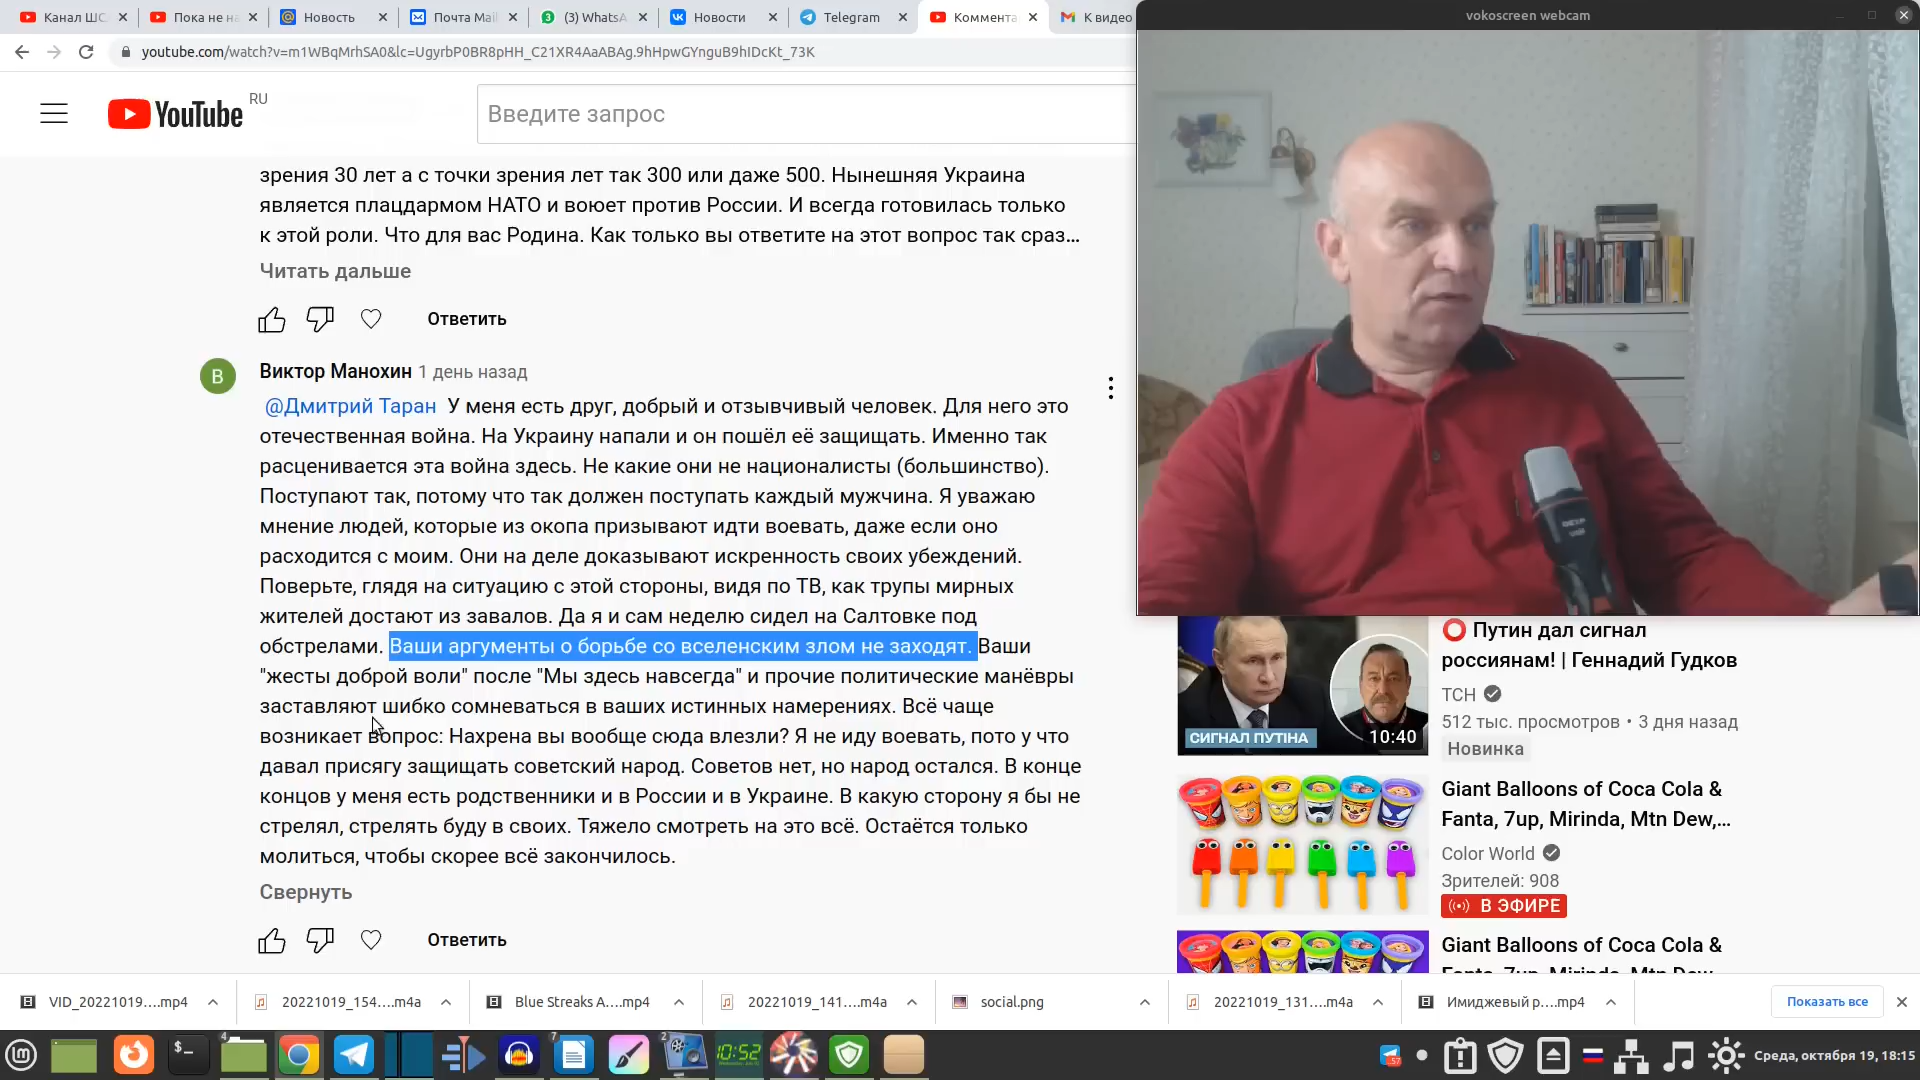 Канал ШС
Пока не на
Новость
Почта Mail
(3) WhatsA
Новости
Telegram
Коммента
К видео
vokoscreen webcam
youtube.com/watch?v=m1WBqMrhSA0&lc=UgyrbP0BR8pHH_C21XR4AaABAg.9hHpwGYnguB9hIDcKt_73K
YouTube RU
Введите запрос
зрения 30 лет а с точки зрения лет так 300 или даже 500. Нынешняя Украина
является плацдармом НАТО и воюет против России. И всегда готовилась только
к этой роли. Что для вас Родина. Как только вы ответите на этот вопрос так сраз...
Читать дальше
Ответить
В
Виктор Манохин 1 день назад
@Дмитрий Таран У меня есть друг, добрый и отзывчивый человек. Для него это
отечественная война. На Украину напали и он пошёл её защищать. Именно так
расценивается эта война здесь. Не какие они не националисты (большинство).
Поступают так, потому что так должен поступать каждый мужчина. Я уважаю
мнение людей, которые из окопа призывают идти воевать, даже если оно
расходится с моим. Они на деле доказывают искренность своих убеждений.
Поверьте, глядя на ситуацию с этой стороны, видя по ТВ, как трупы мирных
жителей достают из завалов. Да я и сам неделю сидел на Салтовке под
обстрелами. Ваши аргументы о борьбе со вселенским злом не заходят. Ваши
"жесты доброй воли" после "Мы здесь навсегда" и прочие политические манёвры
заставляют шибко сомневаться в ваших истинных намерениях. Всё чаще
возникает вопрос: Нахрена вы вообще сюда влезли? Я не иду воевать, пото у что
давал присягу защищать советский народ. Советов нет, но народ остался. В конце
концов у меня есть родственники и в России и в Украине. В какую сторону я бы не
стрелял, стрелять буду в своих. Тяжело смотреть на это всё. Остаётся только
молиться, чтобы скорее всё закончилось.
Свернуть
Ответить
СИГНАЛ ПУТІНА
10:40
Путин дал сигнал
россиянам! | Геннадий Гудков
ТСН
512 тыс. просмотров • 3 дня назад
Новинка
Giant Balloons of Coca Cola &
Fanta, 7up, Mirinda, Mtn Dew,...
Color World
Зрителей: 908
В ЭФИРЕ
Giant Balloons of Coca Cola &
Fanta, 7up, Mirinda, Mtn Dew
VID_20221019....mp4
20221019_154....m4a
Blue Streaks A....mp4
20221019_141....m4a
social.png
20221019_131....m4a
Имиджевый р....mp4
Показать все
4
7
2
10:52
57
Среда, октября 19, 18:15